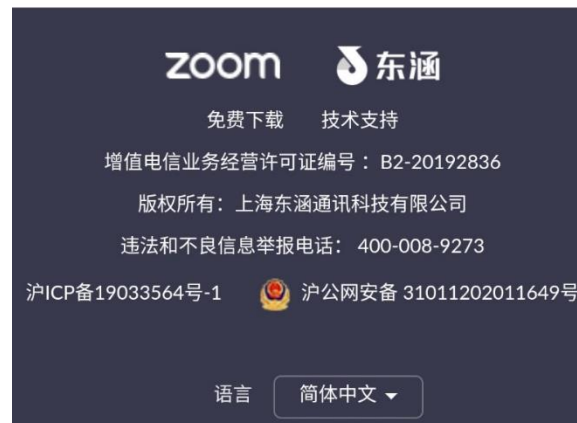 zoom 东涵
免费下载 技术支持
增值电信业务经营许可证编号：B2-20192836
版权所有：上海东涵通讯科技有限公司
违法和不良信息举报电话： 400-008-9273
沪ICP备19033564号-1 沪公网安备 31011202011649号
语言 简体中文